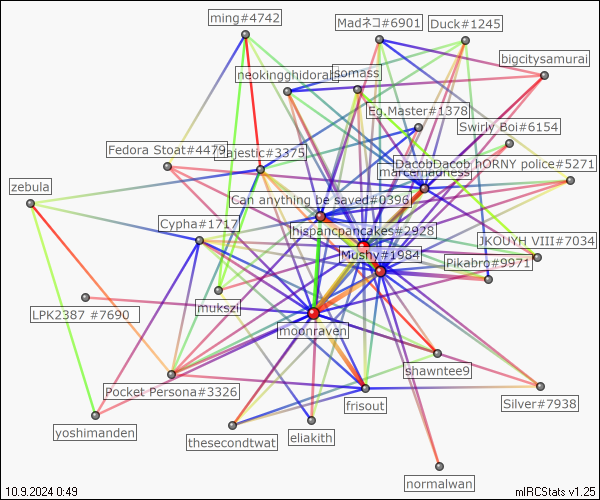 ming#4742
Madネコ#6901
Duck#1245
bigcitysamurai
neokingghidorah
somass
Eg.Master#1378
Swirly Boi#6154
Fedora Stoat#4479
Majestic#3375
DacobDacob hORNY police#5271
marcermadness
zebula
Can anything be saved#0396
Cypha#1717
hispancpancakes#2928
JKOUYH VIII#7034
Mushy#1984
Pikabro#9971
mukszi
LPK2387 #7690
moonraven
shawntee9
Pocket Persona#3326
frisout
Silver#7938
yoshimanden
thesecondtwat
eliakith
normalwan
10.9.2024 0:49
mIRCStats v1.25